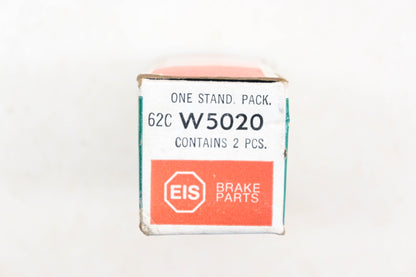 ONE STAND. PACK.
62C W5020
CONTAINS 2 PCS.
EIS BRAKE
PARTS